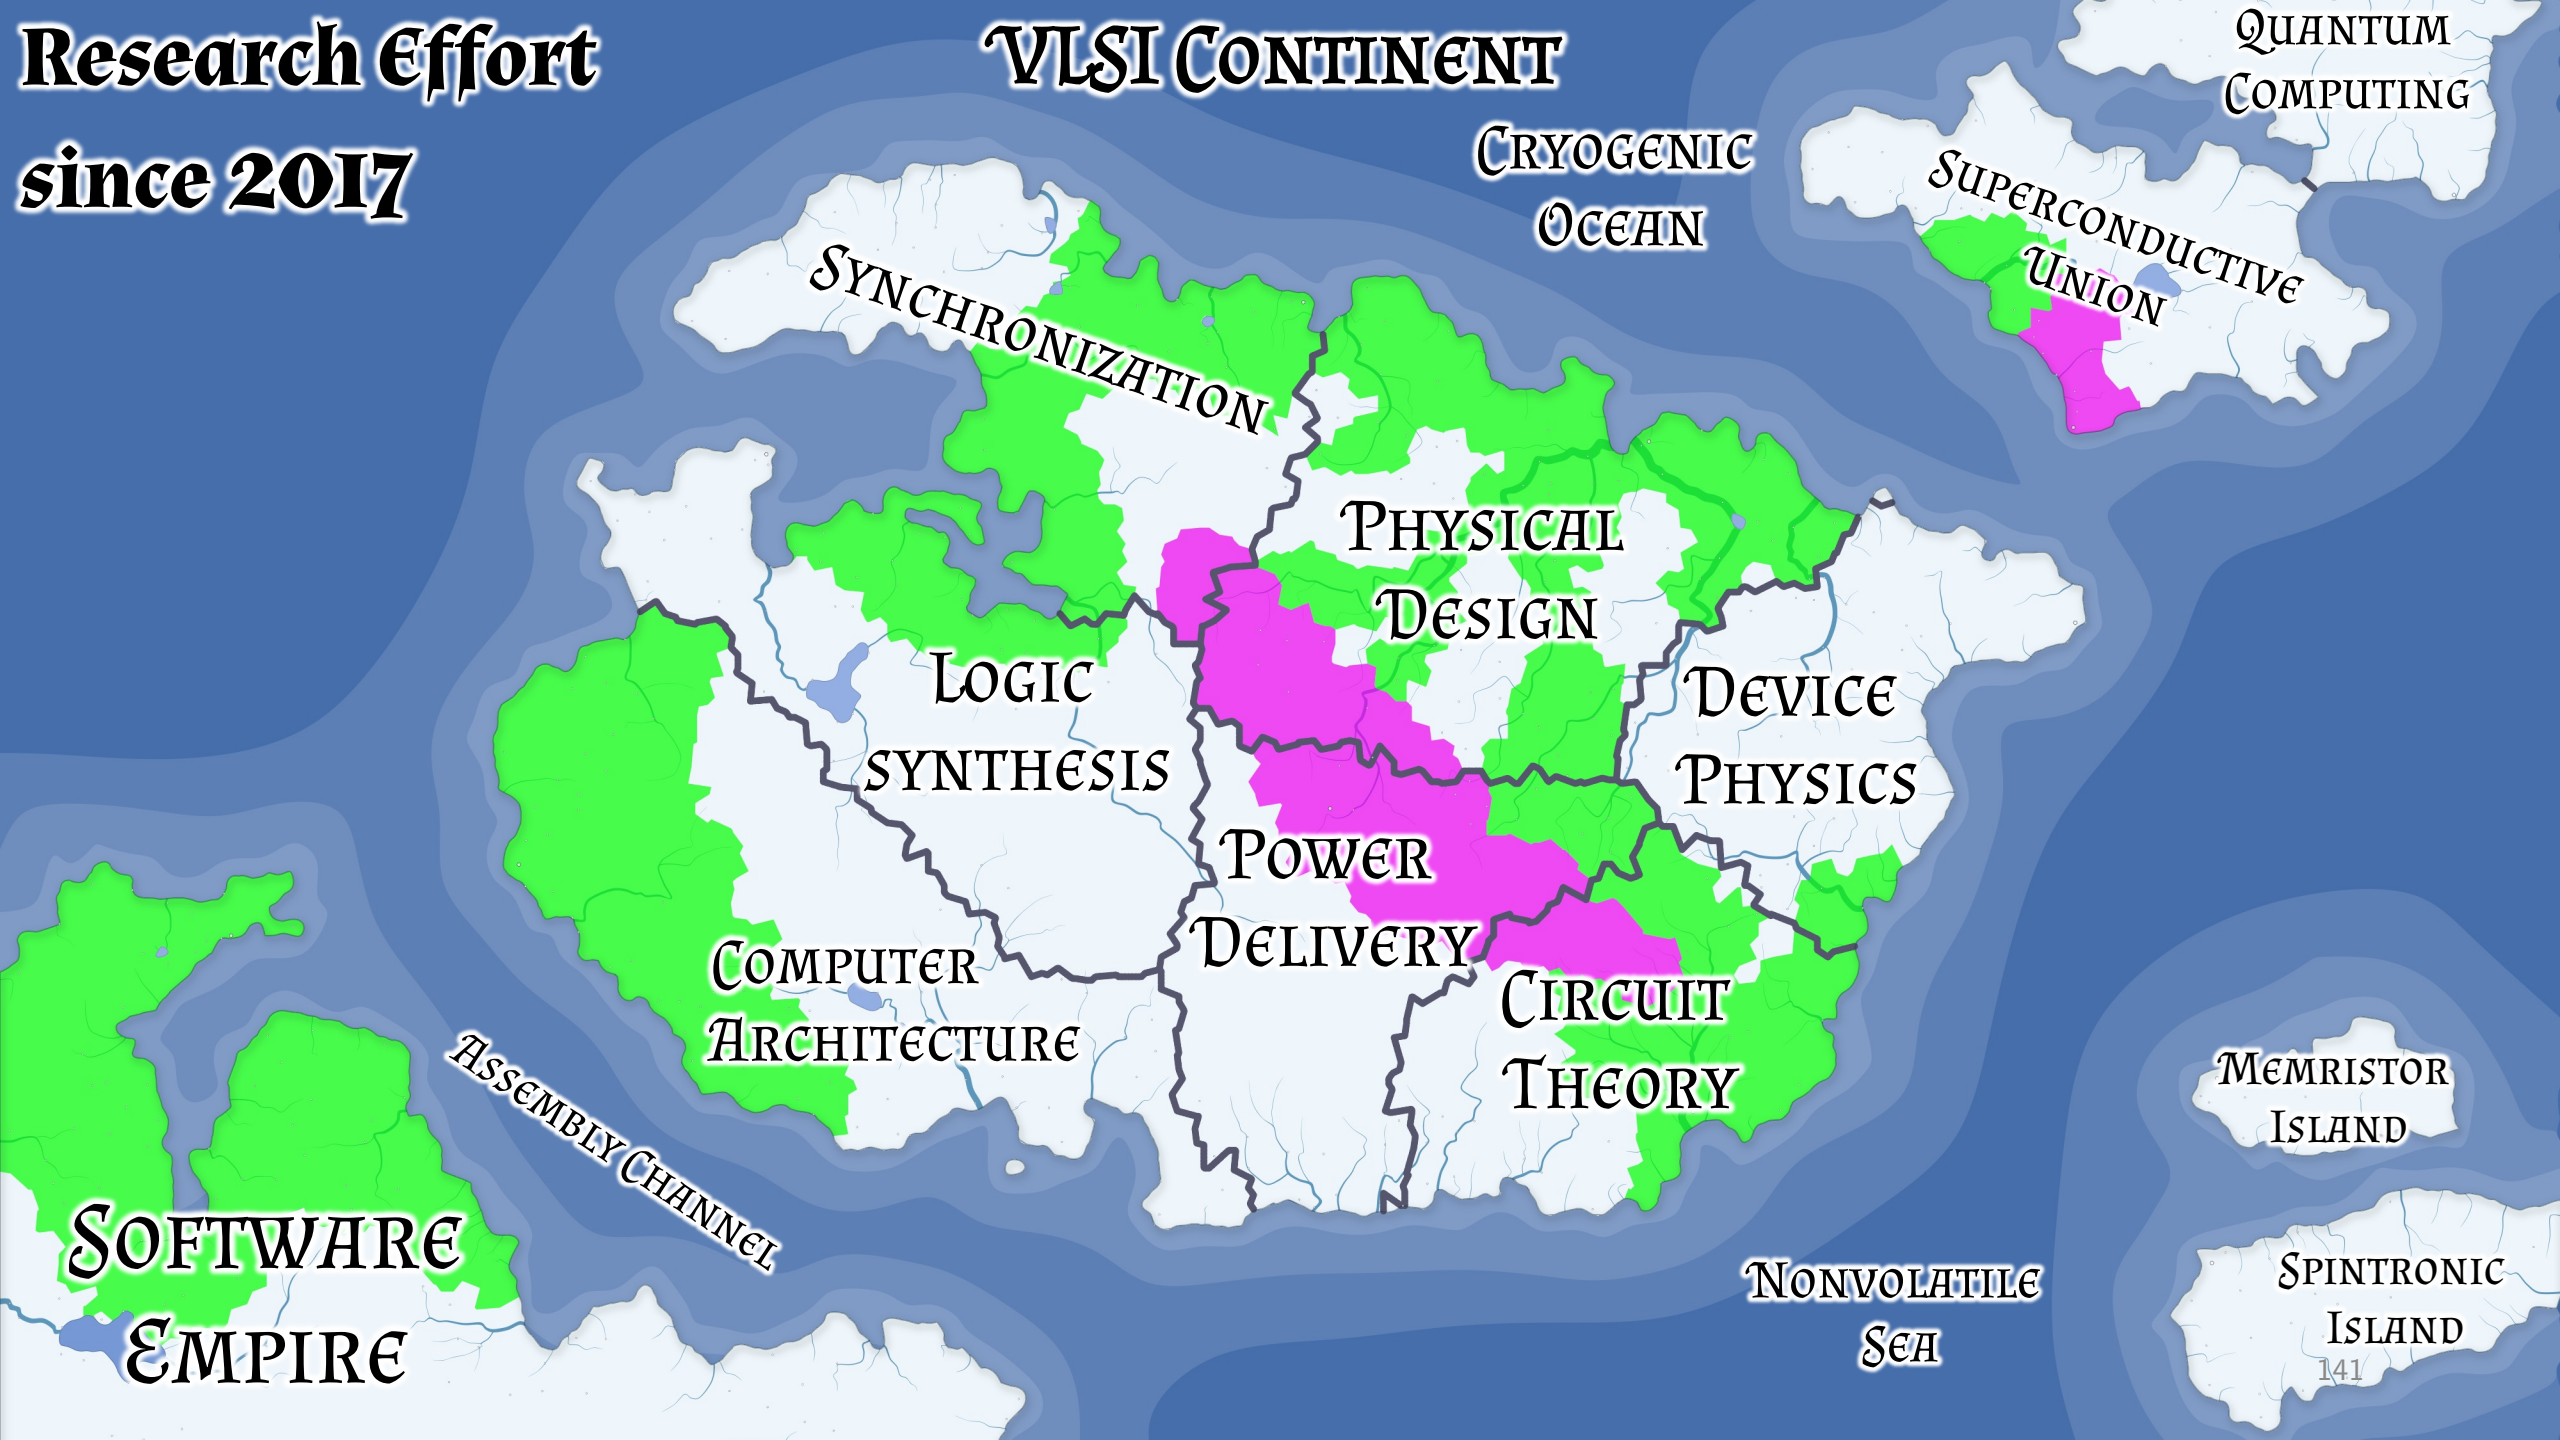 Research Effort
since 2017
VLSI Continent
Cryogenic
Ocean
Quantum
Computing
Superconductive
Union
Synchronization
Physical
Design
Logic
synthesis
Device
Physics
Power
Delivery
Computer
Architecture
Circuit
Theory
Assembly Channel
Software
Empire
Memristor
Island
Nonvolatile
Sea
Spintronic
Island
141